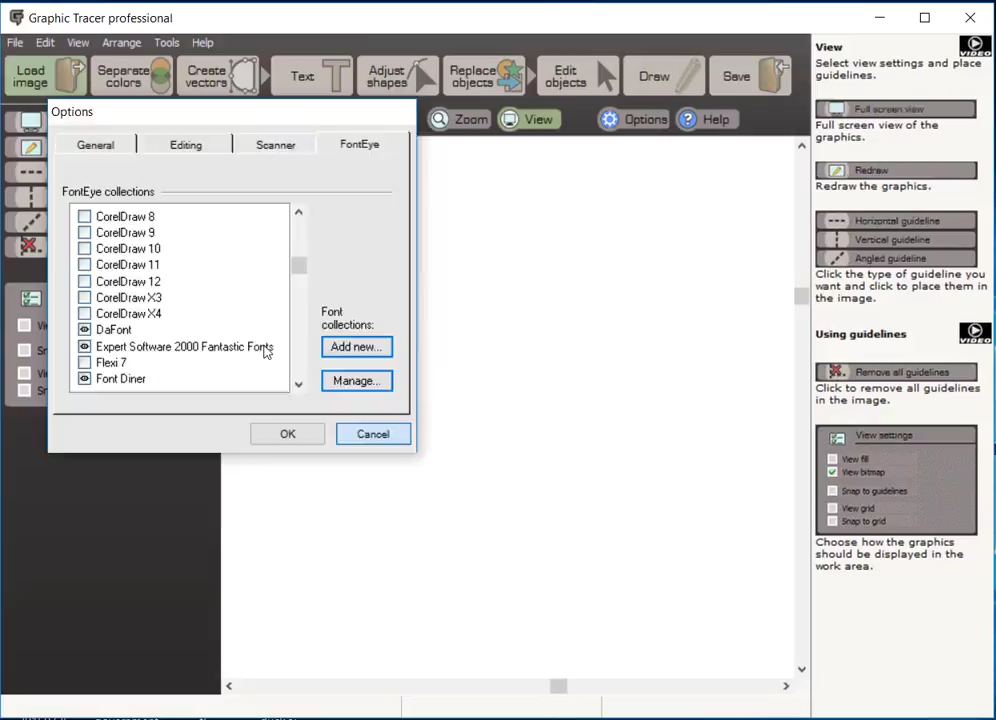 Graphic Tracer professional
File Edit View Arrange Tools Help
Load image
Separate colors
Create vectors
Text
Adjust shapes
Replace objects
Edit objects
Draw
Save
Zoom View Options Help
Options
General Editing Scanner FontEye
FontEye collections
CorelDraw 8
CorelDraw 9
CorelDraw 10
CorelDraw 11
CorelDraw 12
CorelDraw X3
CorelDraw X4
DaFont
Expert Software 2000 Fantastic Fonts
Flexi 7
Font Diner
Font
collections:
Add new...
Manage...
OK Cancel
View
VIDEO
Select view settings and place
guidelines.
Full screen view
Full screen view of the
graphics.
Redraw
Redraw the graphics.
Horizontal guideline
Vertical guideline
Angled guideline
Click the type of guideline you
want and click to place them in
the image.
Using guidelines
VIDEO
Remove all guidelines
Click to remove all guidelines
in the image.
View settings
View fill
View bitmap
Snap to guidelines
View grid
Snap to grid
Choose how the graphics
should be displayed in the
work area.